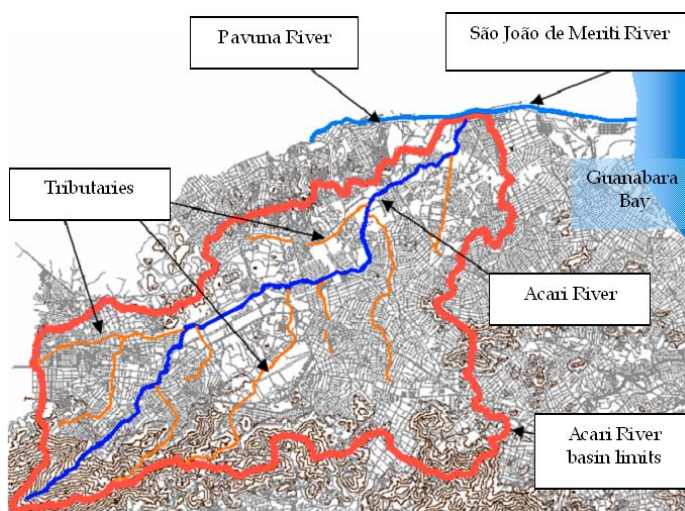 Pavuna River
São João de Meriti River
Tributaries
Guanabara
Bay
Acari River
Acari River
basin limits